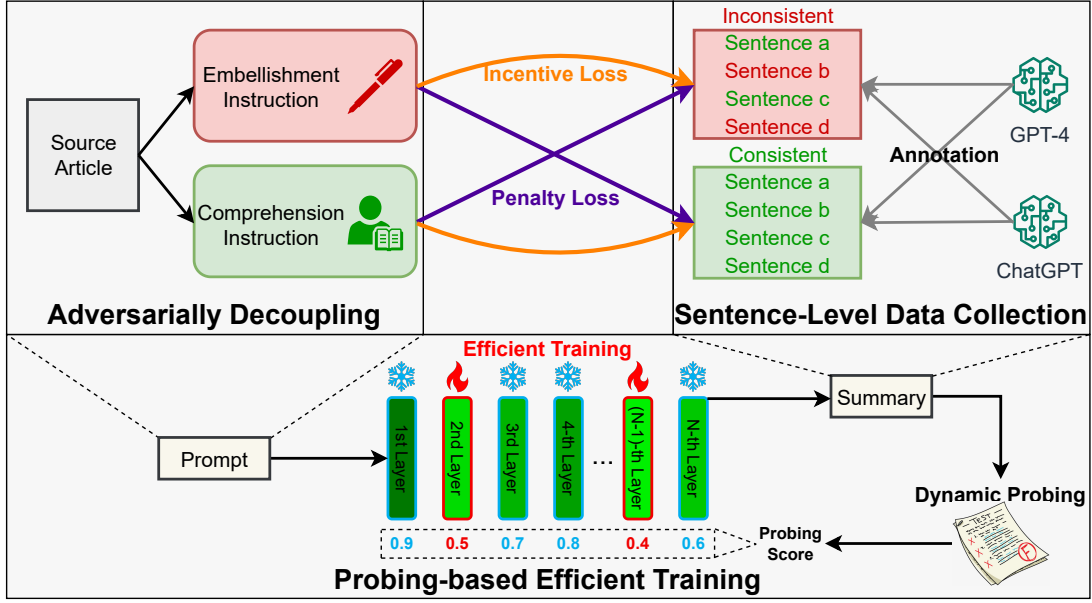 Source
Article
Embellishment
Instruction
Comprehension
Instruction
Adversarially Decoupling
Incentive Loss
Penalty Loss
Inconsistent
Sentence a
Sentence b
Sentence c
Sentence d
Consistent
Sentence a
Sentence b
Sentence c
Sentence d
Annotation
GPT-4
ChatGPT
Sentence-Level Data Collection
Efficient Training
Prompt
1st Layer
2nd Layer
3rd Layer
4-th Layer
...
(N-1)-th Layer
N-th Layer
0.9
0.5
0.7
0.8
0.4
0.6
Summary
Dynamic Probing
TEST
F
Probing
Score
Probing-based Efficient Training